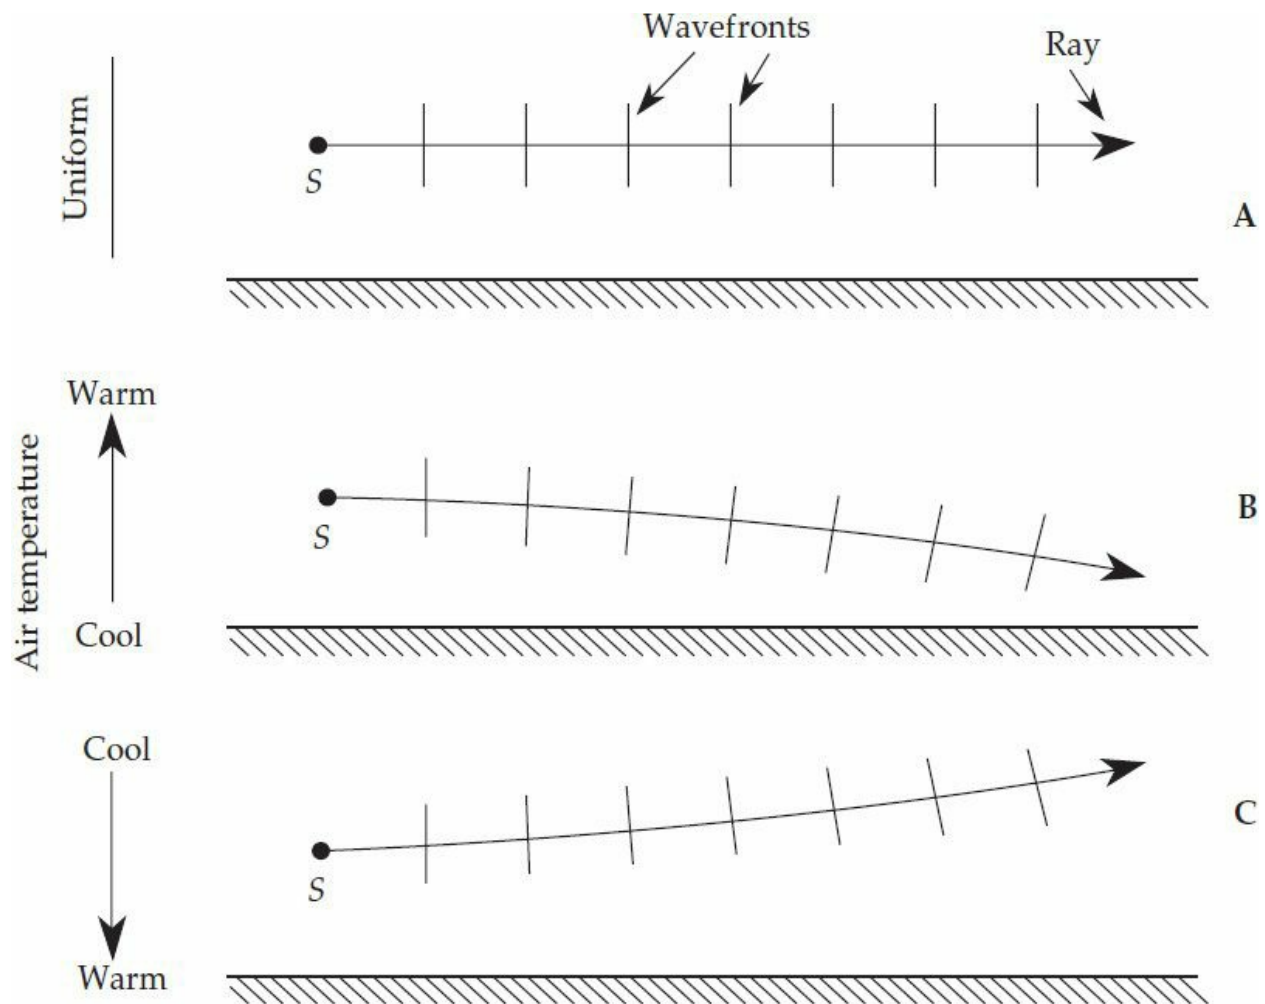 Wavefronts
Ray
Uniform
S
A
Air temperature
Warm
S
B
Cool
Cool
S
C
Warm